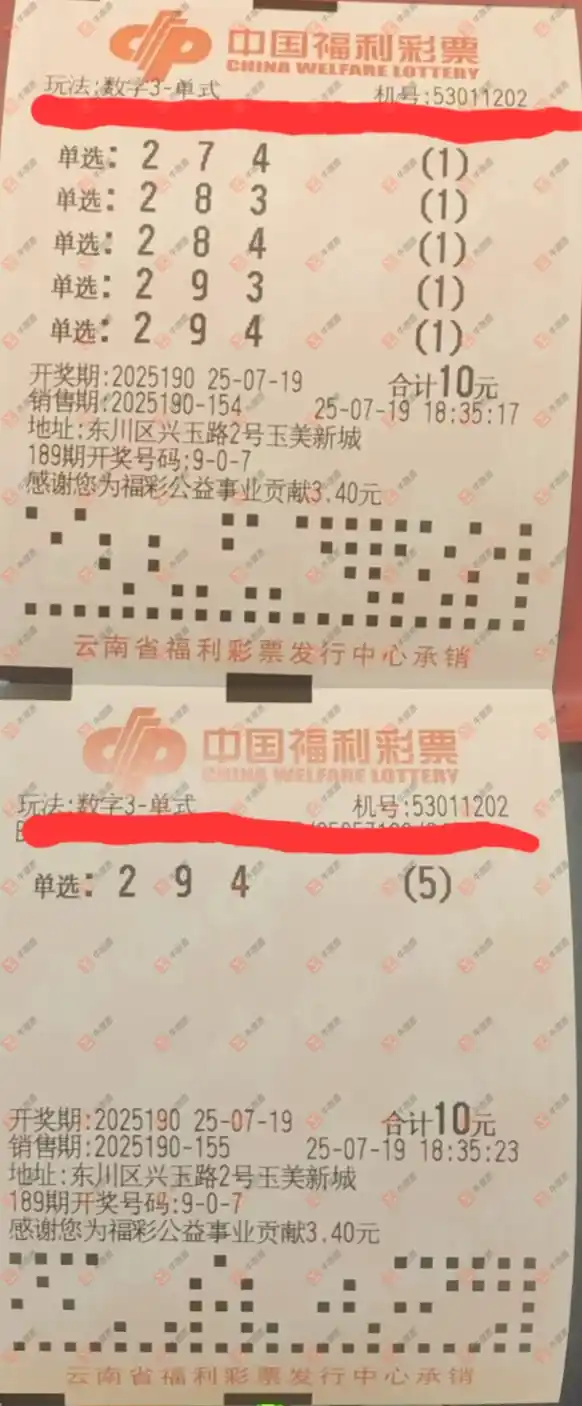 中国福利彩票
CHINA WELFARE LOTTERY
玩法:数字3-单式 机号:53011202
单选: 2 7 4 (1)
单选: 2 8 3 (1)
单选: 2 8 4 (1)
单选: 2 9 3 (1)
单选: 2 9 4 (1)
开奖期:2025190 25-07-19 合计10元
销售期:2025190-154 25-07-19 18:35:17
地址:东川区兴玉路2号玉美新城
189期开奖号码:9-0-7
感谢您为福彩公益事业贡献3.40元
云南省福利彩票发行中心承销
中国福利彩票
CHINA WELFARE LOTTERY
玩法:数字3-单式 机号:53011202
单选: 2 9 4 (5)
开奖期:2025190 25-07-19 合计10元
销售期:2025190-155 25-07-19 18:35:23
地址:东川区兴玉路2号玉美新城
189期开奖号码:9-0-7
感谢您为福彩公益事业贡献3.40元
云南省福利彩票发行中心承销